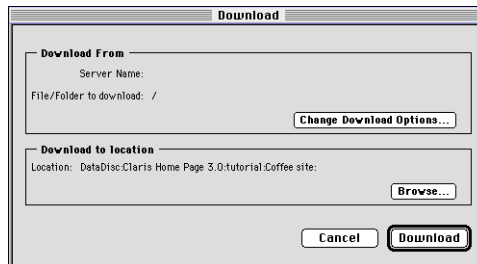 Download
Download From
Server Name:
File/Folder to download: /
Change Download Options...
Download to location
Location: DataDisc:Claris Home Page 3.0:tutorial:Coffee site:
Browse...
Cancel
Download